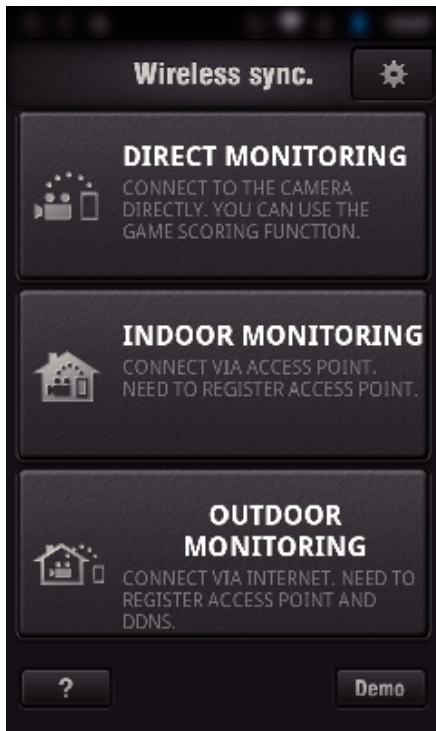 Wireless sync.
DIRECT MONITORING
CONNECT TO THE CAMERA
DIRECTLY. YOU CAN USE THE
GAME SCORING FUNCTION.
INDOOR MONITORING
CONNECT VIA ACCESS POINT.
NEED TO REGISTER ACCESS POINT.
OUTDOOR
MONITORING
CONNECT VIA INTERNET. NEED TO
REGISTER ACCESS POINT AND
DDNS.
?
Demo